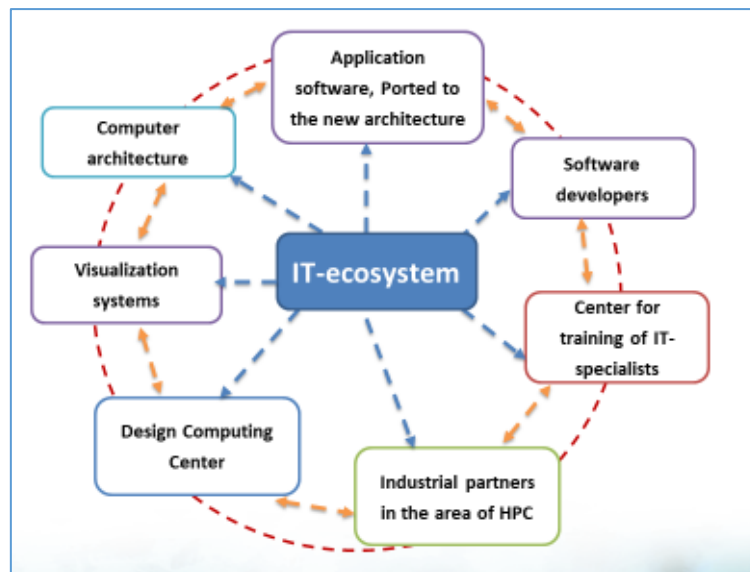 Application
software, Ported to
the new architecture
Computer
architecture
Software
developers
Visualization
systems
IT-ecosystem
Center for
training of IT-
specialists
Design Computing
Center
Industrial partners
in the area of HPC